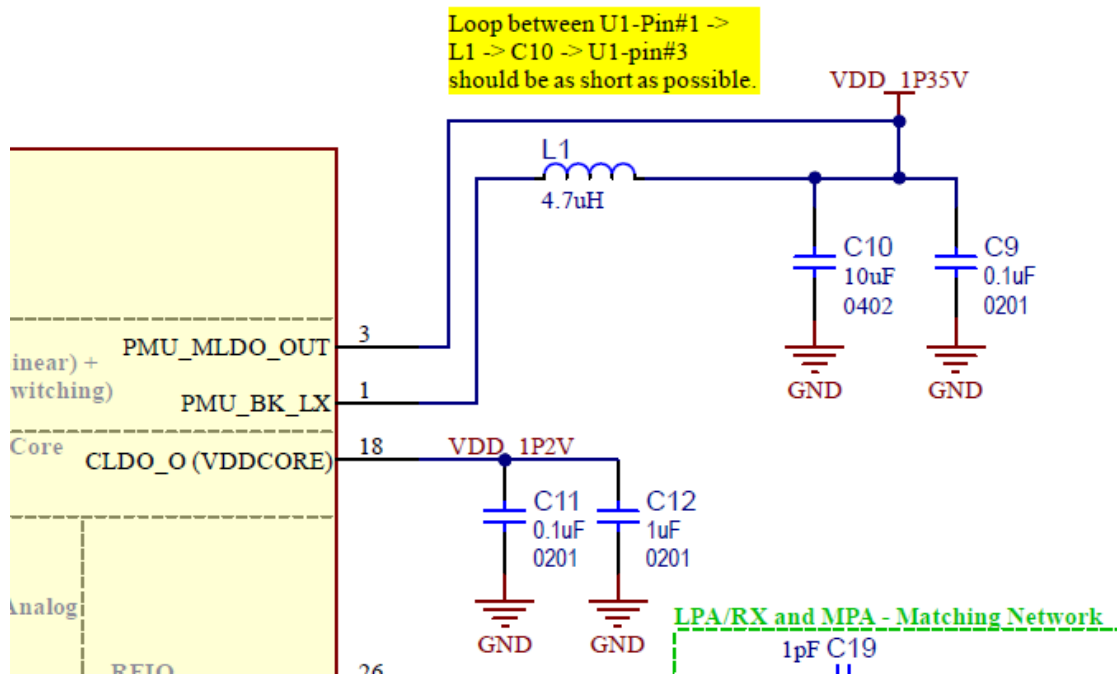 Loop between U1-Pin#1 ->
L1 -> C10 -> U1-pin#3
should be as short as possible.
VDD_1P35V
L1
4.7uH
C10
10uF
0402
C9
0.1uF
0201
GND
GND
PMU_MLDO_OUT
3
inear) +
witching)
PMU_BK_LX
1
Core
CLDO_O (VDDCORE)
18
VDD_1P2V
C11
0.1uF
0201
C12
1uF
0201
GND
GND
Analog
LPA/RX and MPA - Matching Network
1pF C19
RFIO
26